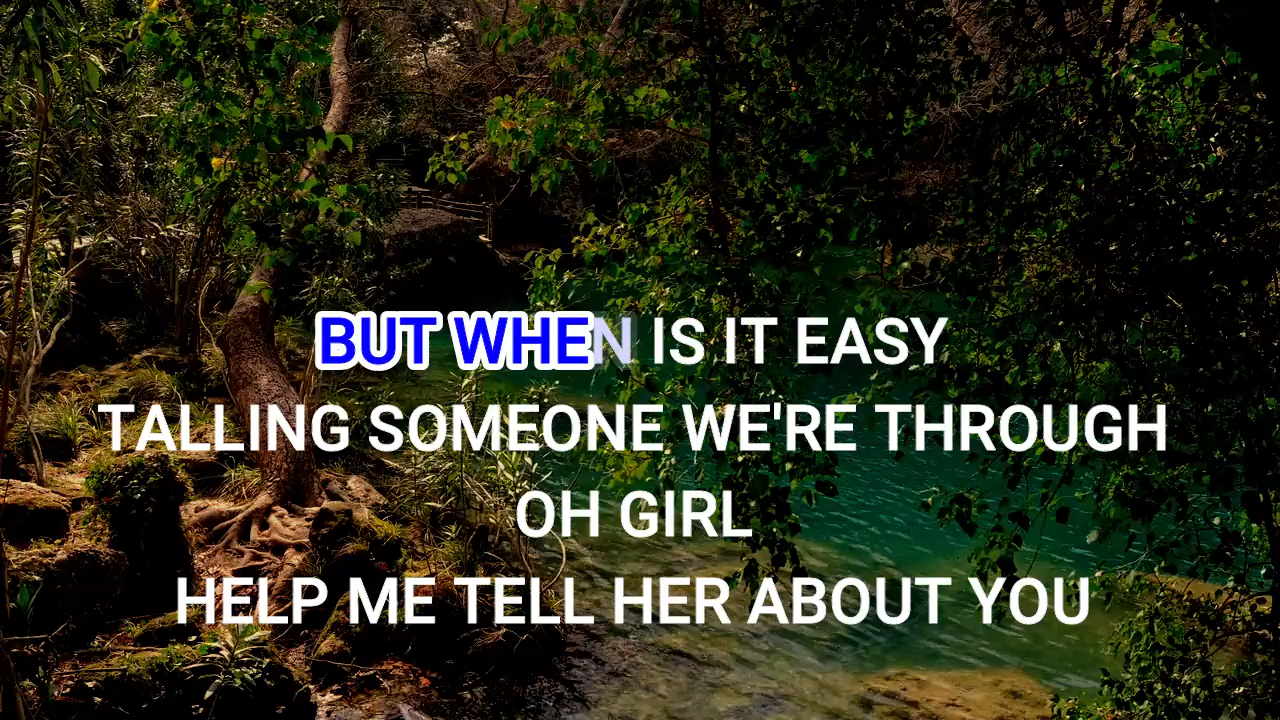 BUT WHEN IS IT EASY
TALLING SOMEONE WE'RE THROUGH
OH GIRL
HELP ME TELL HER ABOUT YOU